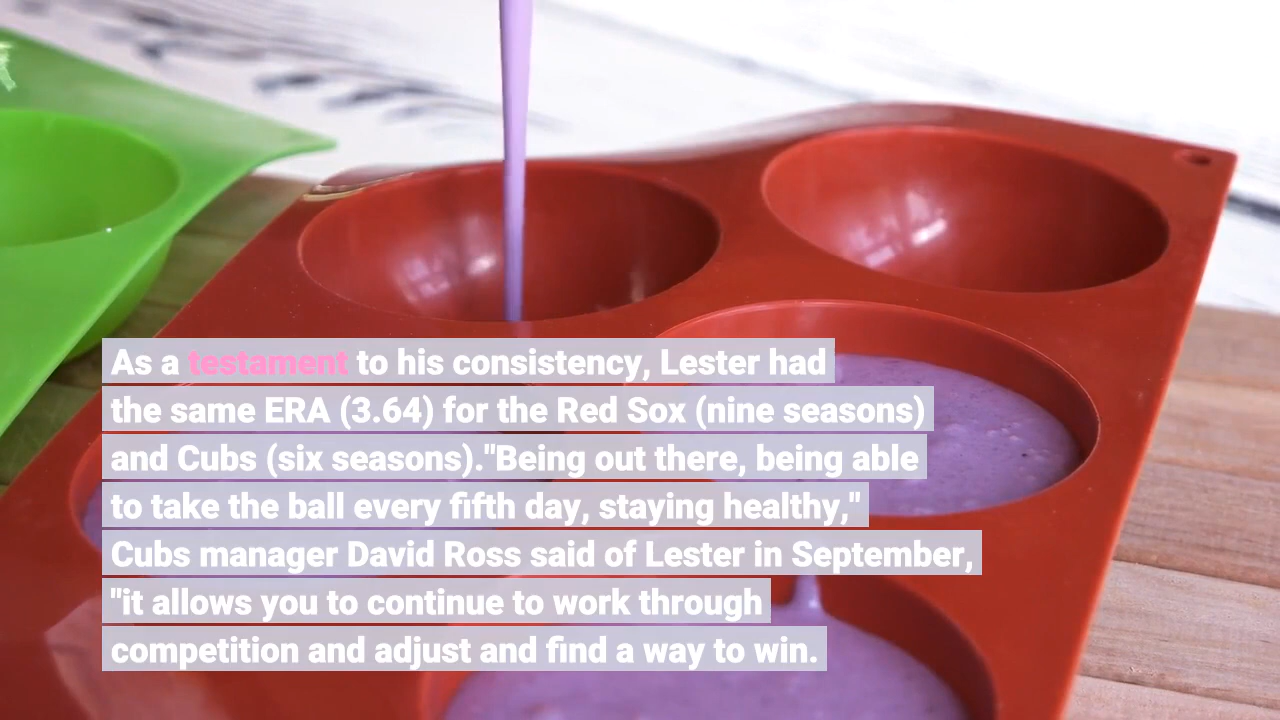 As a testament to his consistency, Lester had
the same ERA (3.64) for the Red Sox (nine seasons)
and Cubs (six seasons)."Being out there, being able
to take the ball every fifth day, staying healthy,"
Cubs manager David Ross said of Lester in September,
"it allows you to continue to work through
competition and adjust and find a way to win.